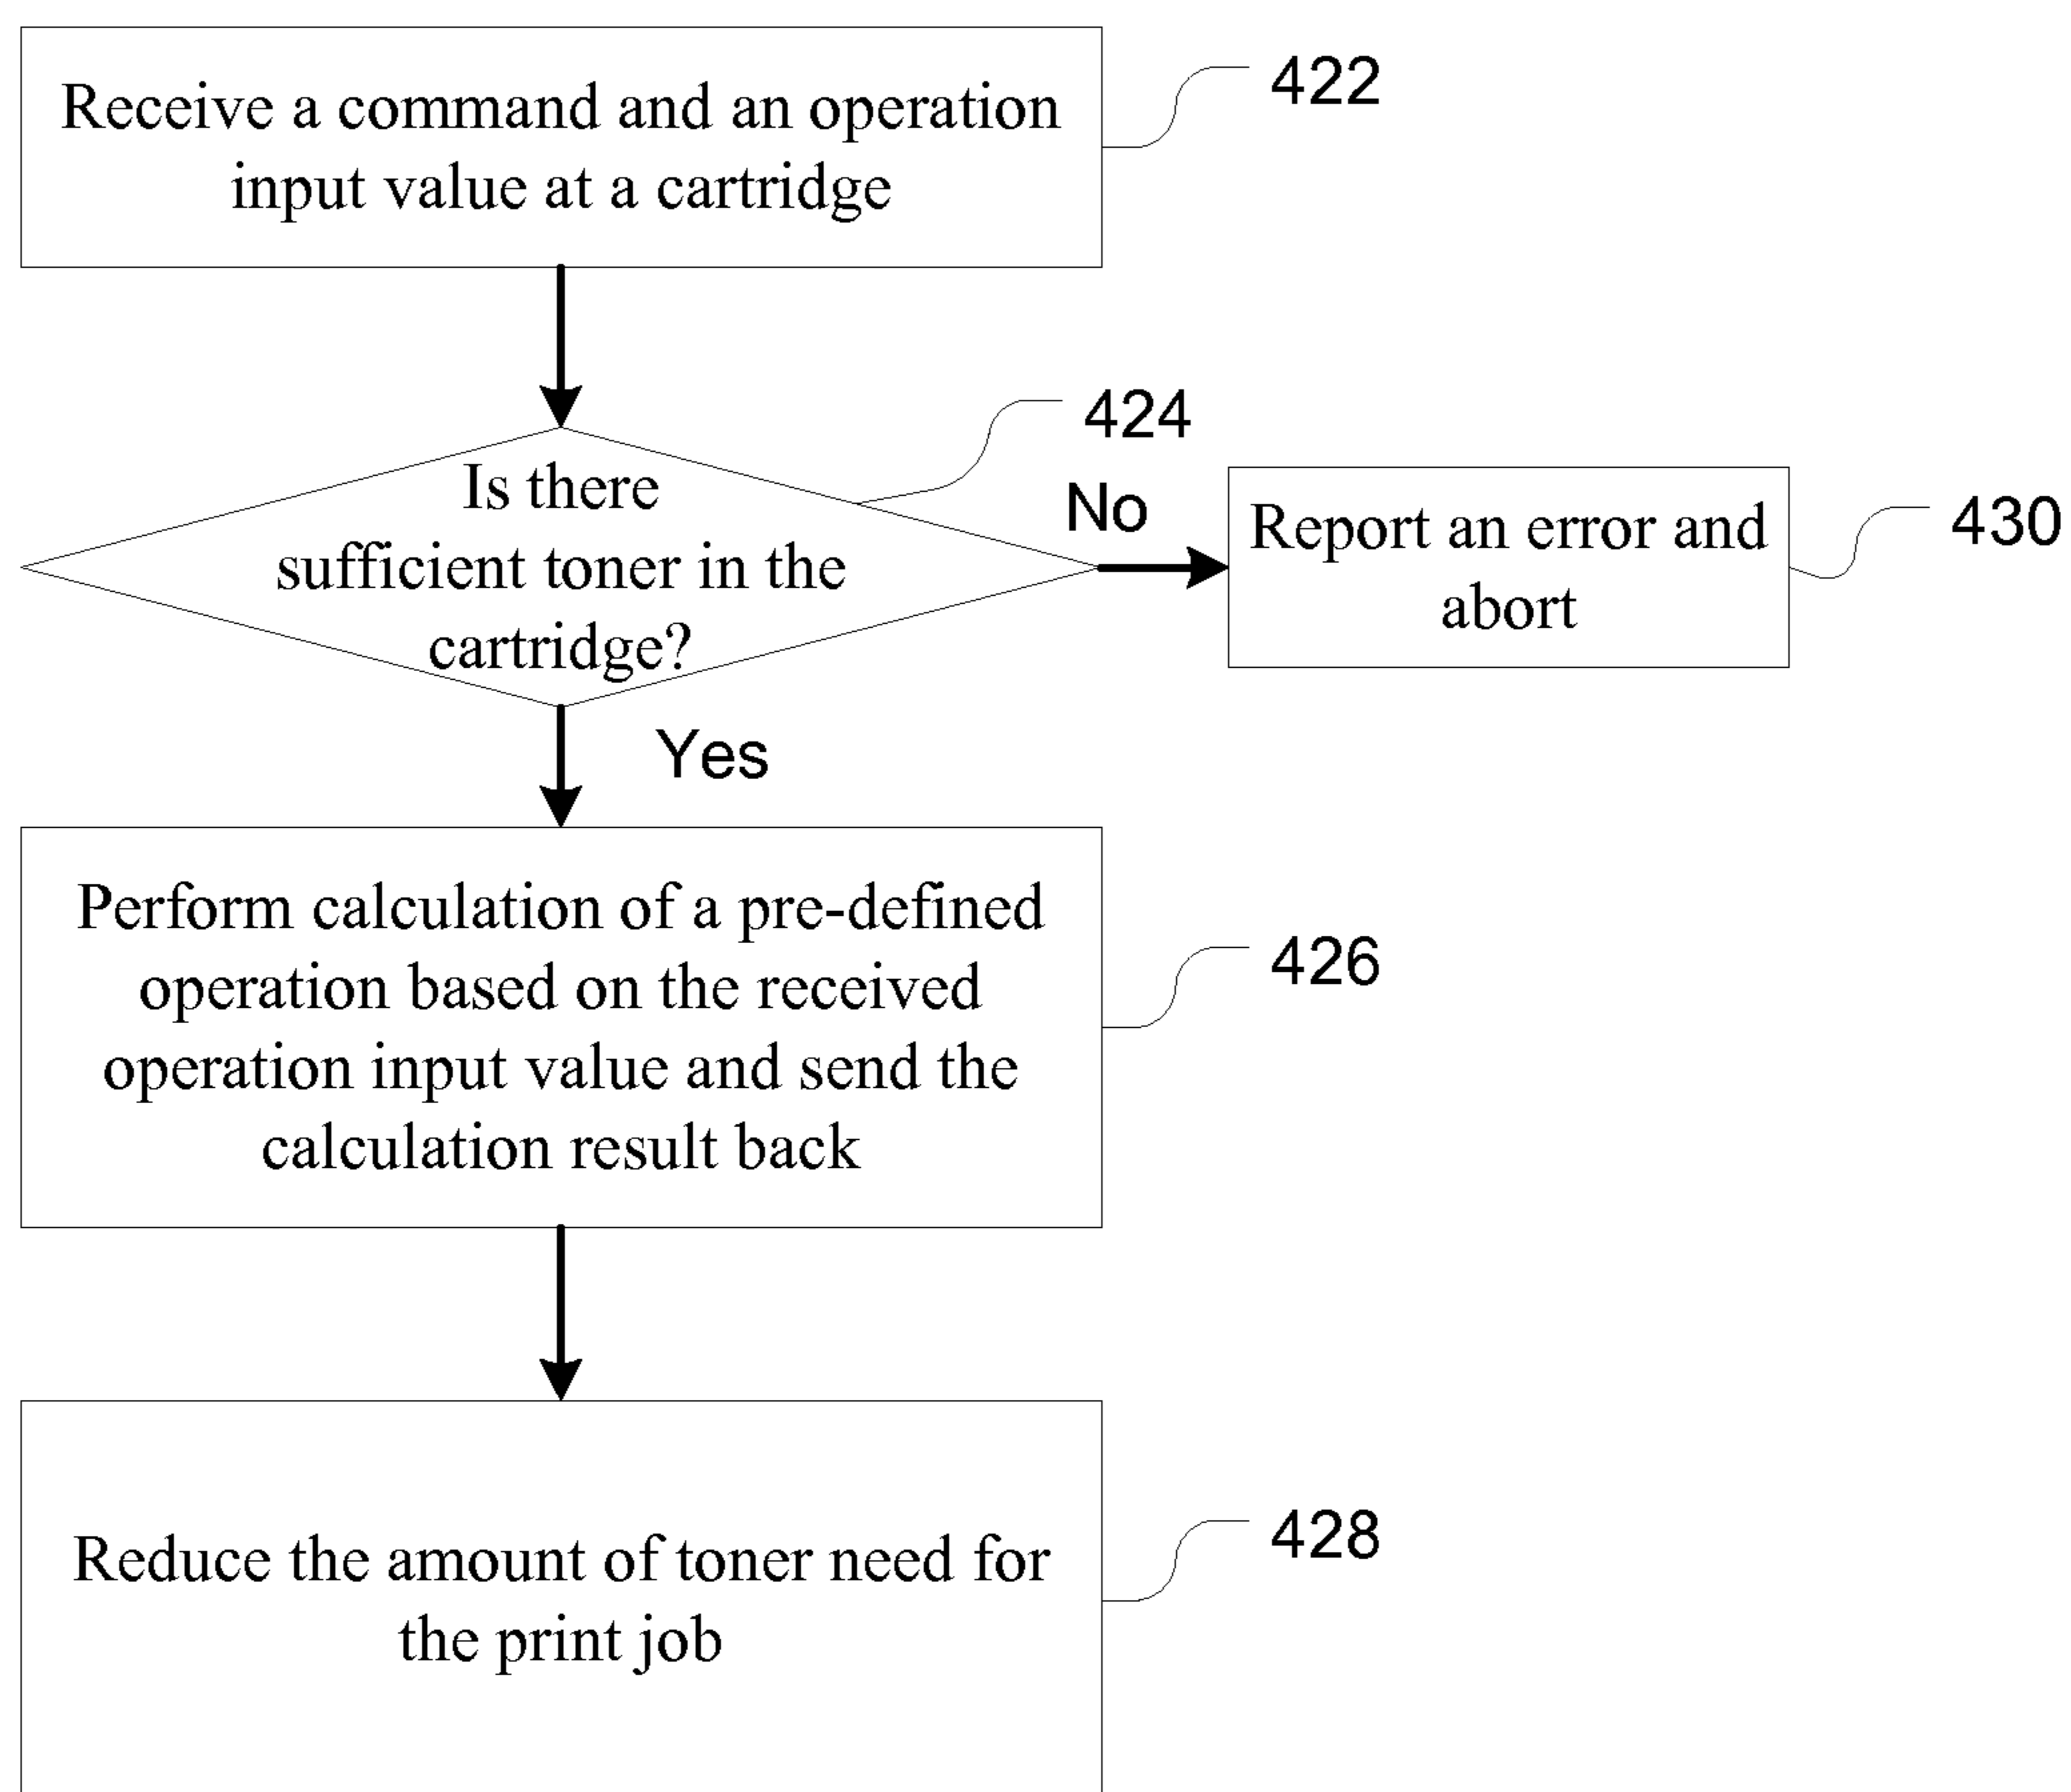 Receive a command and an operation
input value at a cartridge
422
Is there
sufficient toner in the
cartridge?
424
No
Report an error and
abort
430
Yes
Perform calculation of a pre-defined
operation based on the received
operation input value and send the
calculation result back
426
Reduce the amount of toner need for
the print job
428